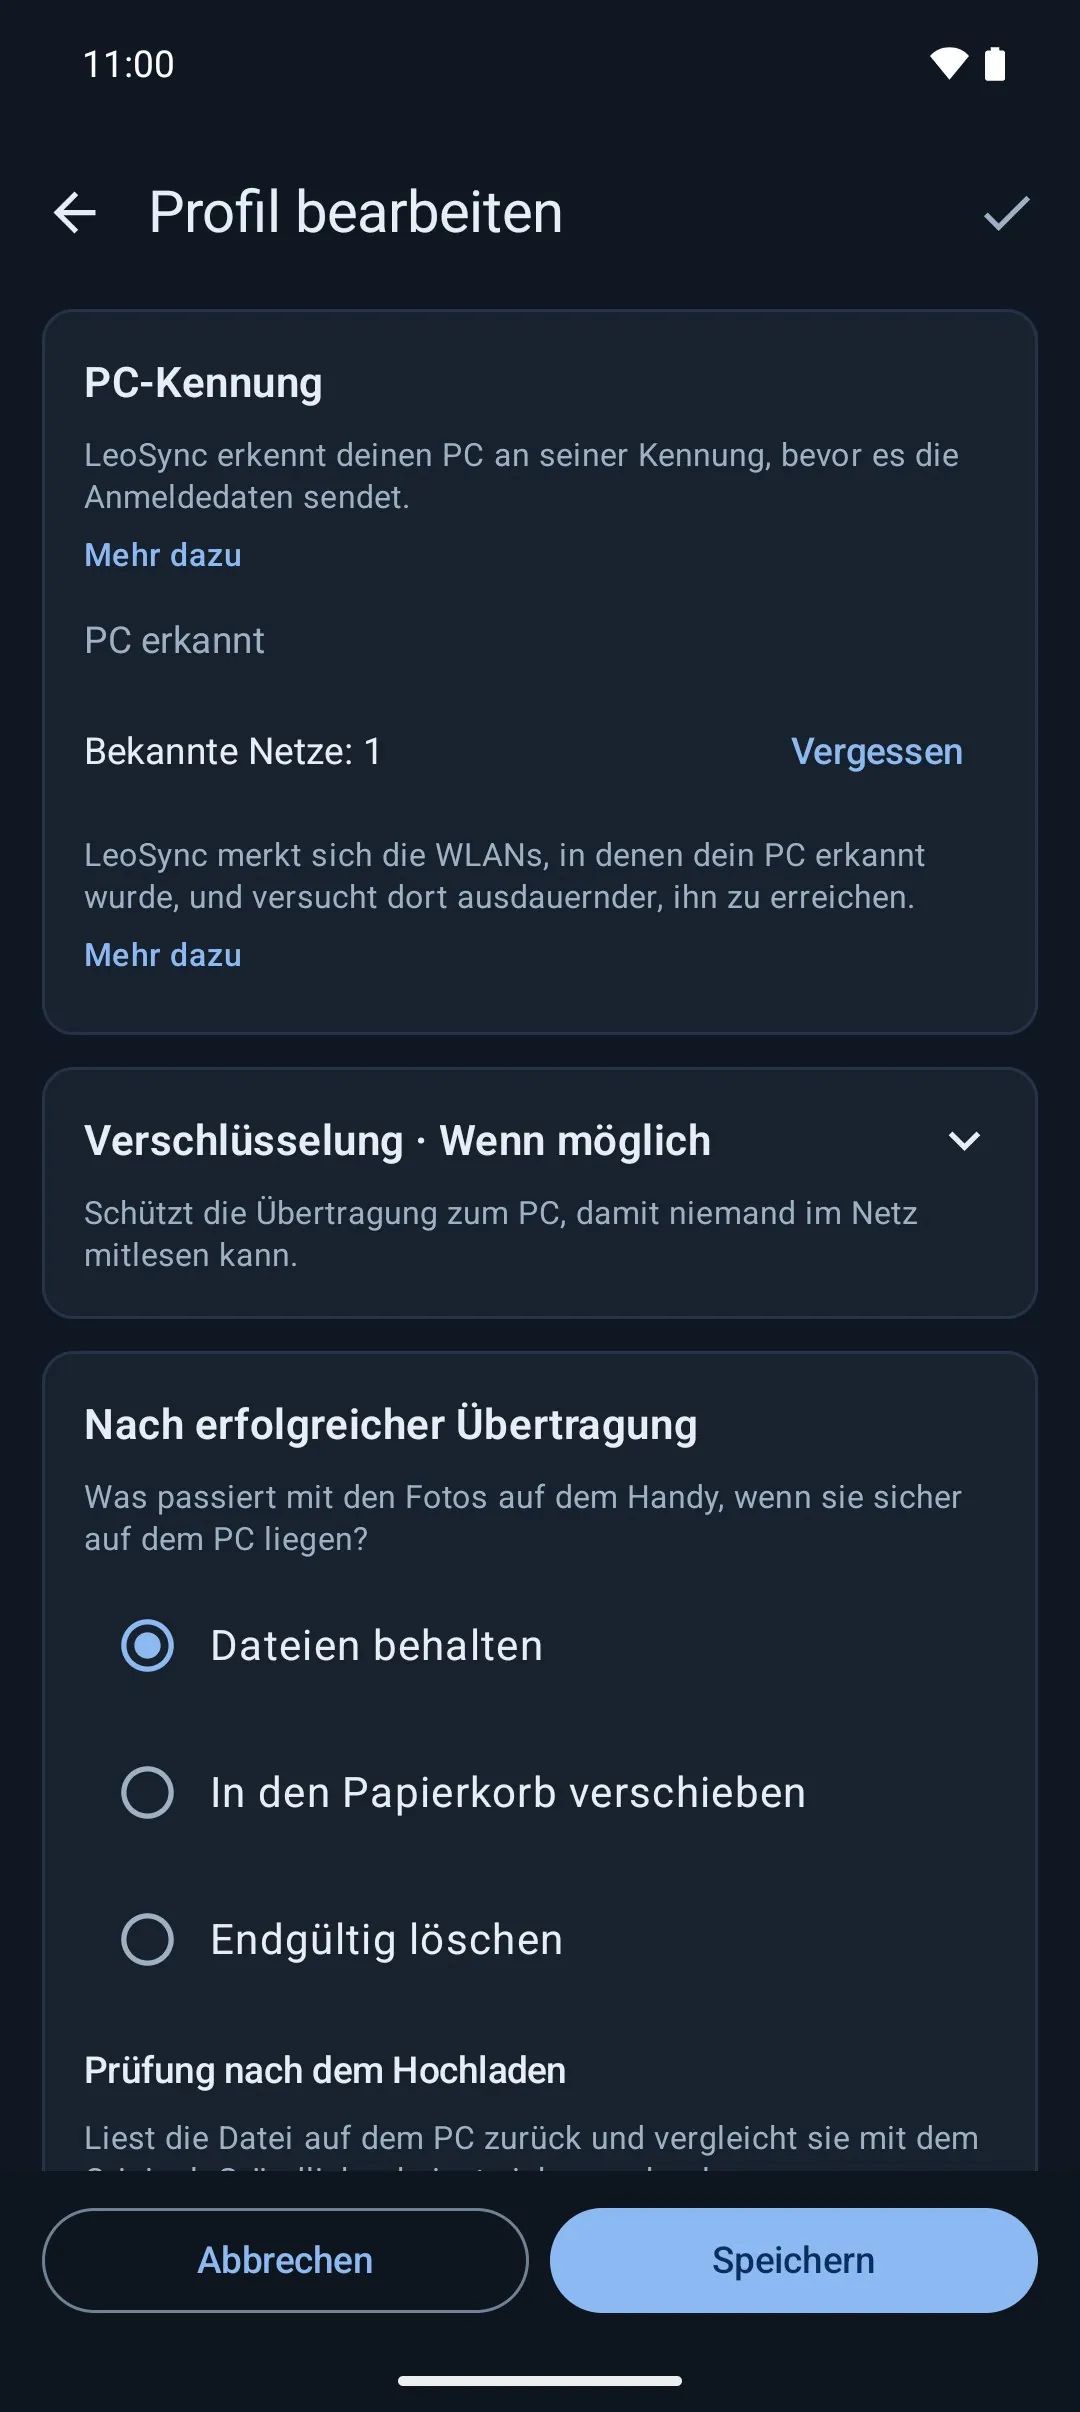 11:00
Profil bearbeiten
PC-Kennung
LeoSync erkennt deinen PC an seiner Kennung, bevor es die
Anmeldedaten sendet.
Mehr dazu
PC erkannt
Bekannte Netze: 1
Vergessen
LeoSync merkt sich die WLANs, in denen dein PC erkannt
wurde, und versucht dort ausdauernder, ihn zu erreichen.
Mehr dazu
Verschlüsselung · Wenn möglich
Schützt die Übertragung zum PC, damit niemand im Netz
mitlesen kann.
Nach erfolgreicher Übertragung
Was passiert mit den Fotos auf dem Handy, wenn sie sicher
auf dem PC liegen?
Dateien behalten
In den Papierkorb verschieben
Endgültig löschen
Prüfung nach dem Hochladen
Liest die Datei auf dem PC zurück und vergleicht sie mit dem
Abbrechen
Speichern